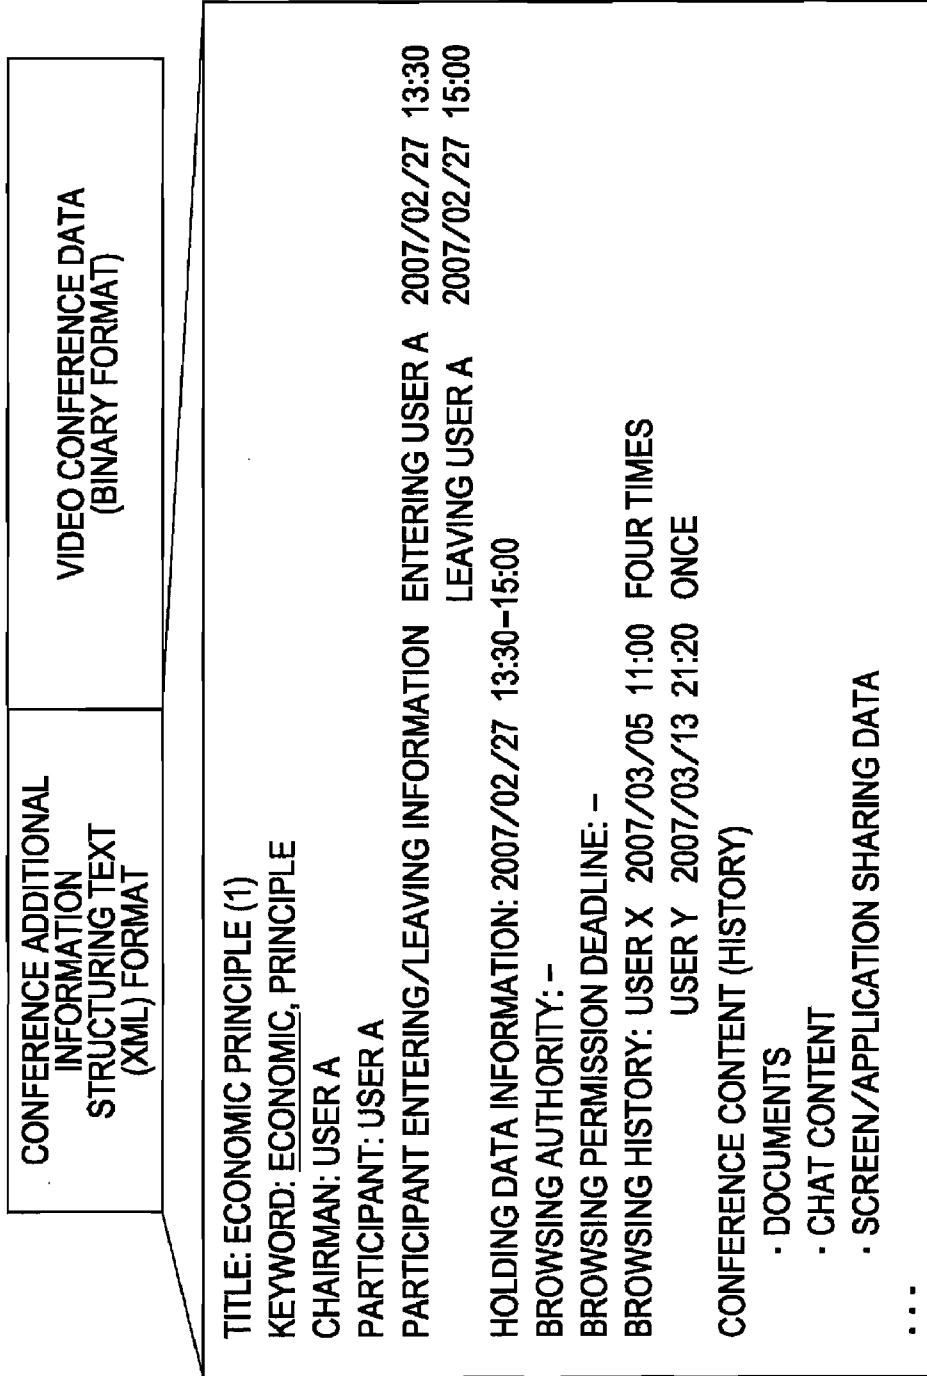 CONFERENCE ADDITIONAL
INFORMATION
STRUCTURING TEXT
(XML) FORMAT
VIDEO CONFERENCE DATA
(BINARY FORMAT)
TITLE: ECONOMIC PRINCIPLE (1)
KEYWORD: ECONOMIC, PRINCIPLE
CHAIRMAN: USER A
PARTICIPANT: USER A
PARTICIPANT ENTERING/LEAVING INFORMATION ENTERING USER A 2007/02/27 13:30
LEAVING USER A 2007/02/27 15:00
HOLDING DATA INFORMATION: 2007/02/27 13:30–15:00
BROWSING AUTHORITY: –
BROWSING PERMISSION DEADLINE: –
BROWSING HISTORY: USER X 2007/03/05 11:00 FOUR TIMES
USER Y 2007/03/13 21:20 ONCE
CONFERENCE CONTENT (HISTORY)
· DOCUMENTS
· CHAT CONTENT
· SCREEN/APPLICATION SHARING DATA
. . .